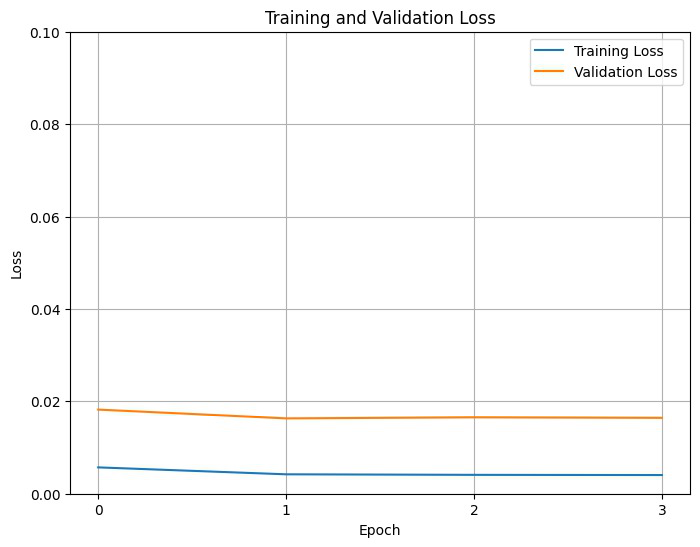 Training and Validation Loss
Training Loss
Validation Loss
0.10
0.08
0.06
0.04
0.02
0.00
Loss
0 1 2 3
Epoch